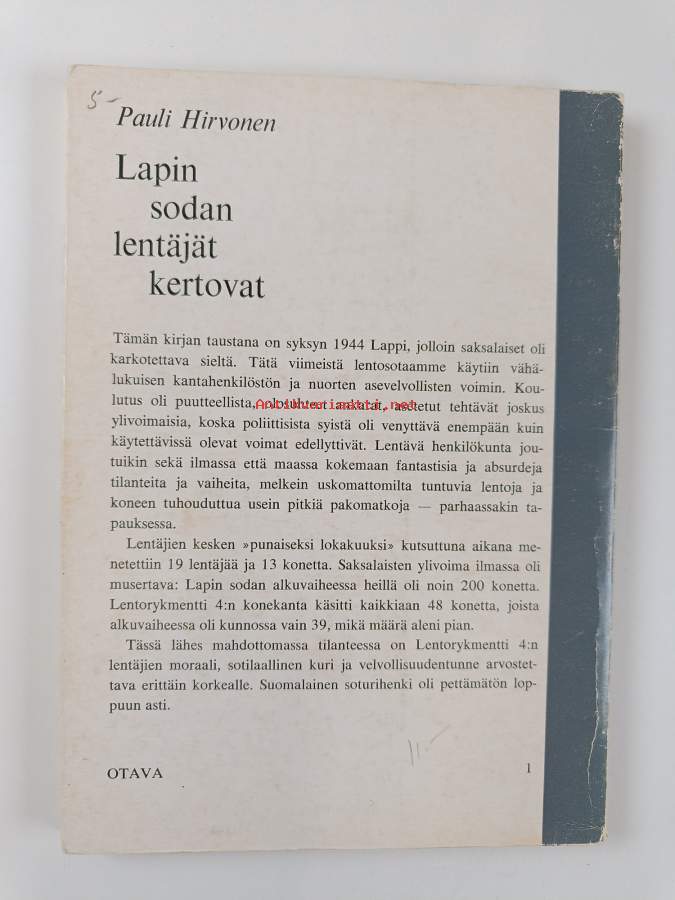 5-
Pauli Hirvonen
Lapin
sodan
lentäjät
kertovat
Tämän kirjan taustana on syksyn 1944 Lappi, jolloin saksalaiset oli
karkotettava sieltä. Tätä viimeistä lentosotaamme käytiin vähä-
lukuisen kantahenkilöstön ja nuorten asevelvollisten voimin. Kou-
lutus oli puutteellista, olosuhteet ankarat, asetetut tehtävät joskus
Antikvariaatti.net
ylivoimaisia, koska poliittisista syistä oli venyttävä enempään kuin
käytettävissä olevat voimat edellyttivät. Lentävä henkilökunta jou-
tuikin sekä ilmassa että maassa kokemaan fantastisia ja absurdeja
tilanteita ja vaiheita, melkein uskomattomilta tuntuvia lentoja ja
koneen tuhouduttua usein pitkiä pakomatkoja — parhaassakin ta-
pauksessa.
Lentäjien kesken »punaiseksi lokakuuksi» kutsuttuna aikana me-
netettiin 19 lentäjää ja 13 konetta. Saksalaisten ylivoima ilmassa oli
musertava: Lapin sodan alkuvaiheessa heillä oli noin 200 konetta.
Lentorykmentti 4:n konekanta käsitti kaikkiaan 48 konetta, joista
alkuvaiheessa oli kunnossa vain 39, mikä määrä aleni pian.
Tässä lähes mahdottomassa tilanteessa on Lentorykmentti 4:n
lentäjien moraali, sotilaallinen kuri ja velvollisuudentunne arvostet-
tava erittäin korkealle. Suomalainen soturihenki oli pettämätön lop-
puun asti.
11.-
OTAVA
1